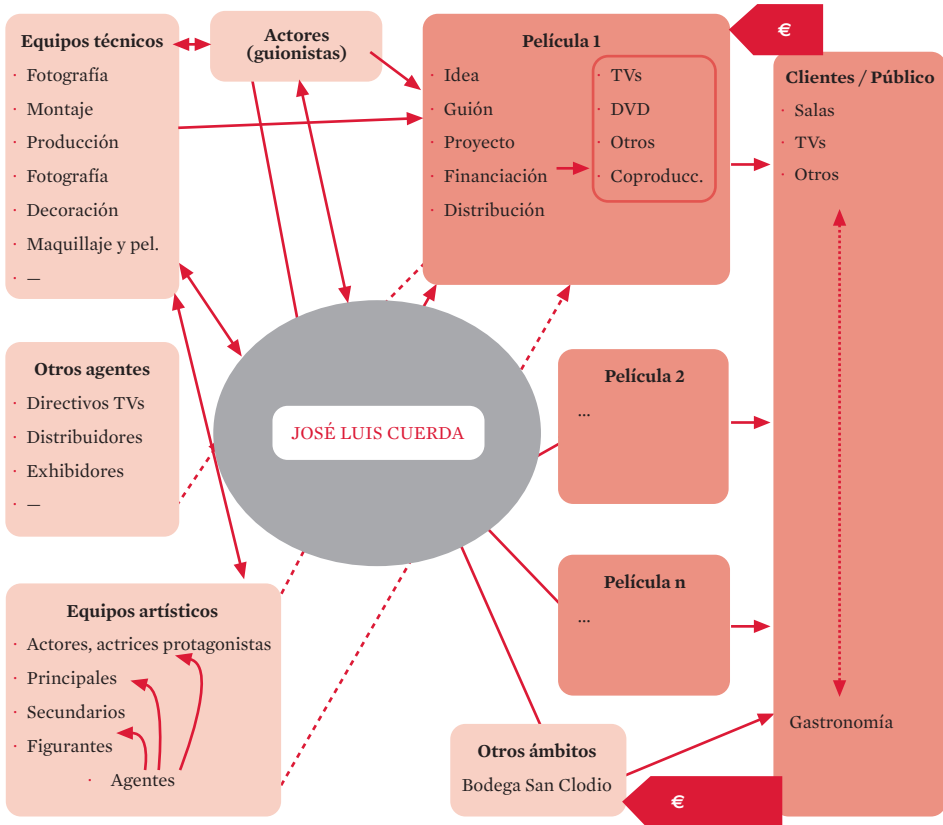 Equipos técnicos
· Fotografía
· Montaje
· Producción
· Fotografía
· Decoración
· Maquillaje y pel.
· —
Actores
(guionistas)
Película 1
· Idea
· Guión
· Proyecto
· Financiación
· Distribución
· TVs
· DVD
· Otros
· Coproducc.
€
Clientes / Público
· Salas
· TVs
· Otros
Gastronomía
Otros agentes
· Directivos TVs
· Distribuidores
· Exhibidores
· —
JOSÉ LUIS CUERDA
Película 2
...
Película n
...
Equipos artísticos
· Actores, actrices protagonistas
· Principales
· Secundarios
· Figurantes
· Agentes
Otros ámbitos
Bodega San Clodio
€